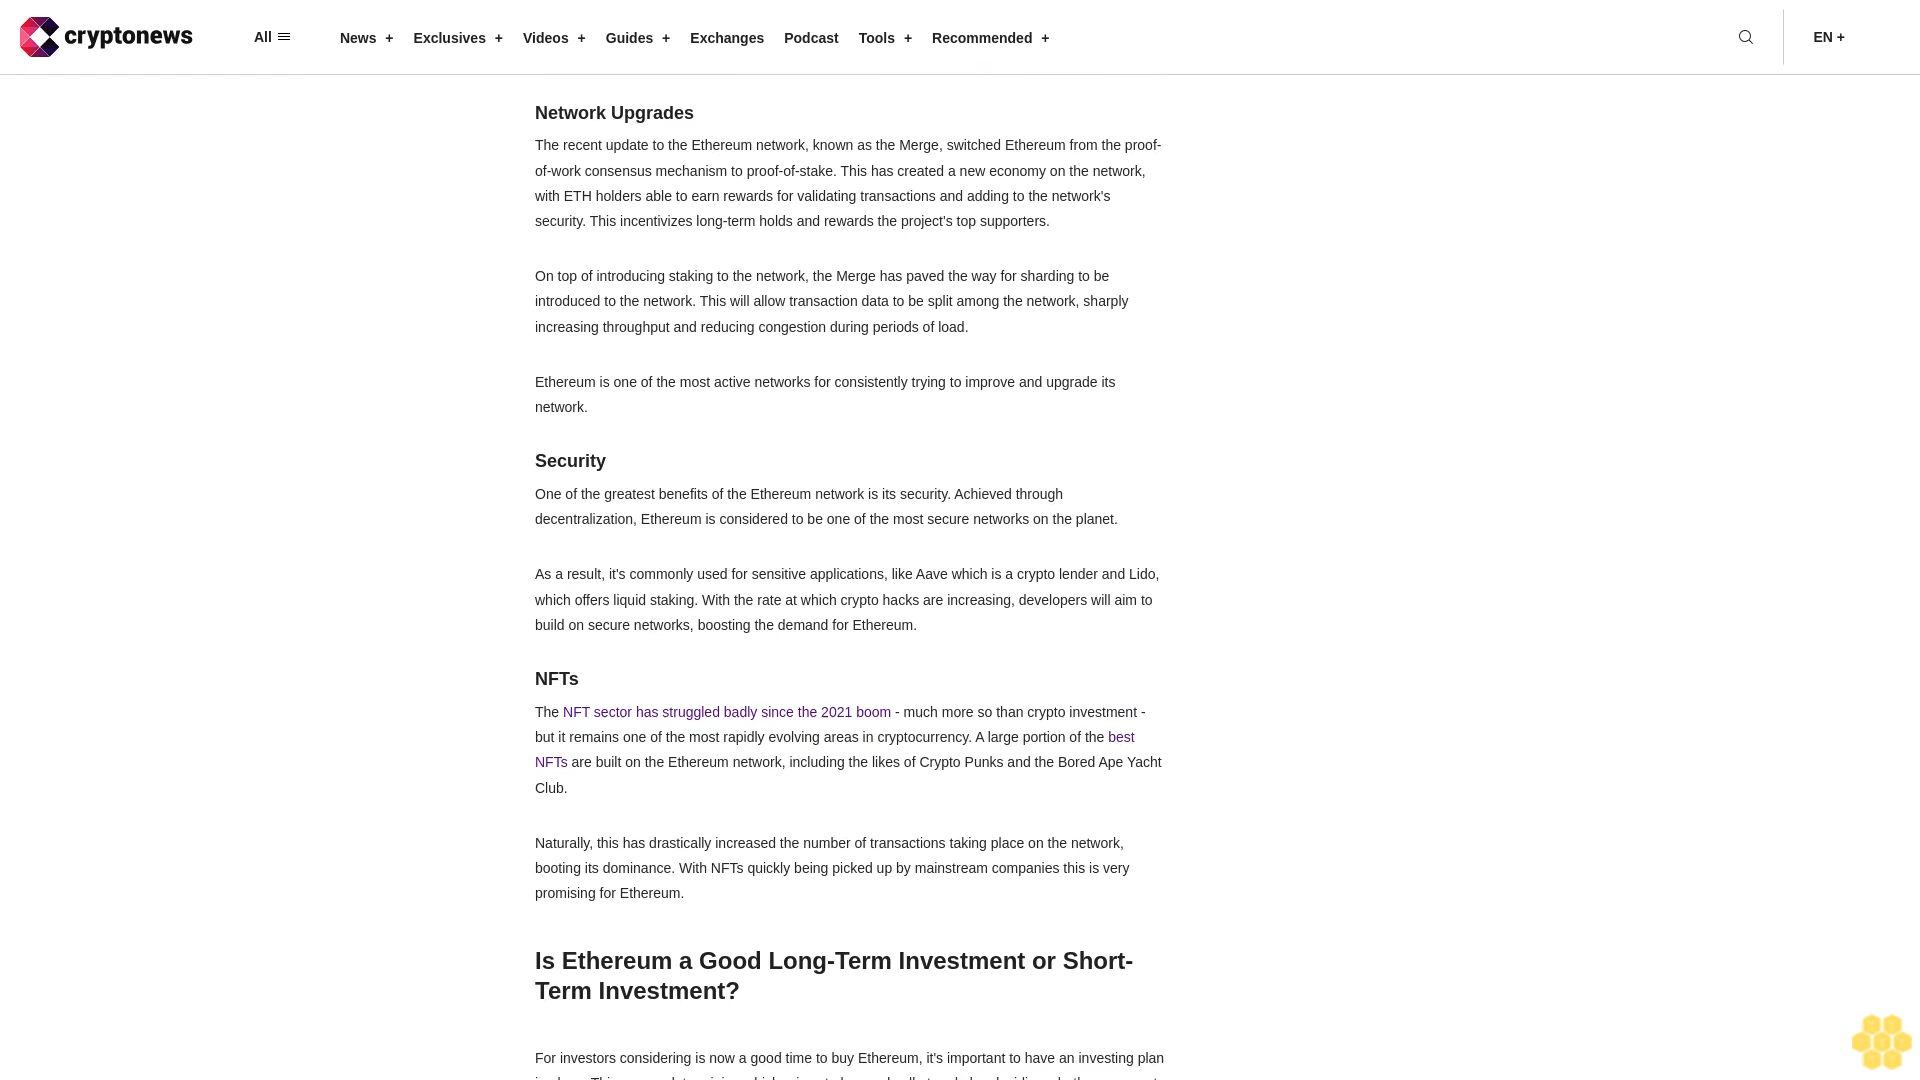 cryptonews
All
News +
Exclusives +
Videos +
Guides +
Exchanges
Podcast
Tools +
Recommended +
EN +
Network Upgrades
The recent update to the Ethereum network, known as the Merge, switched Ethereum from the proof-
of-work consensus mechanism to proof-of-stake. This has created a new economy on the network,
with ETH holders able to earn rewards for validating transactions and adding to the network's
security. This incentivizes long-term holds and rewards the project's top supporters.
On top of introducing staking to the network, the Merge has paved the way for sharding to be
introduced to the network. This will allow transaction data to be split among the network, sharply
increasing throughput and reducing congestion during periods of load.
Ethereum is one of the most active networks for consistently trying to improve and upgrade its
network.
Security
One of the greatest benefits of the Ethereum network is its security. Achieved through
decentralization, Ethereum is considered to be one of the most secure networks on the planet.
As a result, it's commonly used for sensitive applications, like Aave which is a crypto lender and Lido,
which offers liquid staking. With the rate at which crypto hacks are increasing, developers will aim to
build on secure networks, boosting the demand for Ethereum.
NFTs
The NFT sector has struggled badly since the 2021 boom - much more so than crypto investment -
but it remains one of the most rapidly evolving areas in cryptocurrency. A large portion of the best
NFTs are built on the Ethereum network, including the likes of Crypto Punks and the Bored Ape Yacht
Club.
Naturally, this has drastically increased the number of transactions taking place on the network,
booting its dominance. With NFTs quickly being picked up by mainstream companies this is very
promising for Ethereum.
Is Ethereum a Good Long-Term Investment or Short-
Term Investment?
For investors considering is now a good time to buy Ethereum, it's important to have an investing plan